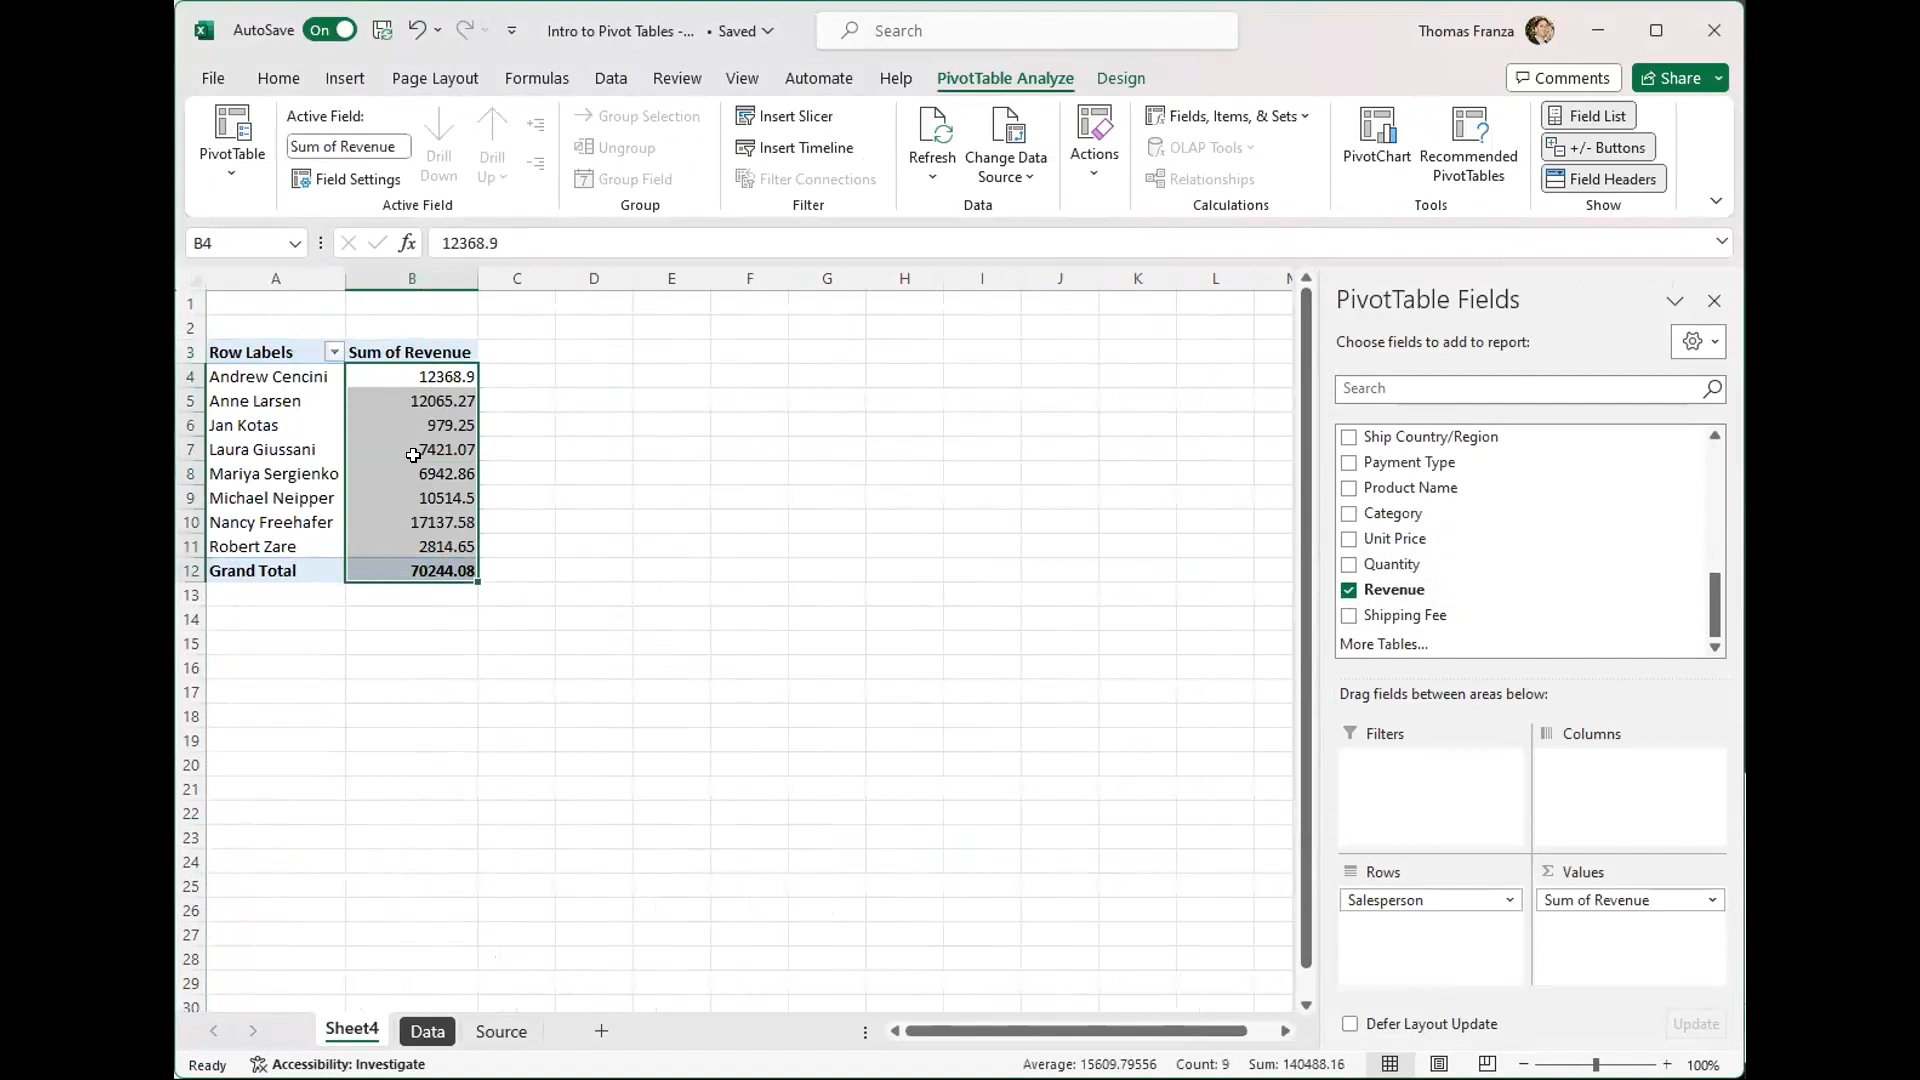 AutoSave On Intro to Pivot Tables -... • Saved Search Thomas Franza
File Home Insert Page Layout Formulas Data Review View Automate Help PivotTable Analyze Design Comments Share
PivotTable
Active Field:
Sum of Revenue
Field Settings
Drill Down
Drill Up
Active Field
Group Selection
Ungroup
Group Field
Group
Insert Slicer
Insert Timeline
Filter Connections
Filter
Refresh
Change Data Source
Data
Actions
Fields, Items, & Sets
OLAP Tools
Relationships
Calculations
PivotChart
Recommended PivotTables
Tools
Field List
+/- Buttons
Field Headers
Show
B4 fx 12368.9
A B C D E F G H I J K L M
1
2
3 Row Labels Sum of Revenue
4 Andrew Cencini 12368.9
5 Anne Larsen 12065.27
6 Jan Kotas 979.25
7 Laura Giussani 7421.07
8 Mariya Sergienko 6942.86
9 Michael Neipper 10514.5
10 Nancy Freehafer 17137.58
11 Robert Zare 2814.65
12 Grand Total 70244.08
13
14
15
16
17
18
19
20
21
22
23
24
25
26
27
28
29
30
PivotTable Fields
Choose fields to add to report:
Search
Ship Country/Region
Payment Type
Product Name
Category
Unit Price
Quantity
Revenue
Shipping Fee
More Tables...
Drag fields between areas below:
Filters Columns
Rows Σ Values
Salesperson Sum of Revenue
Defer Layout Update Update
Sheet4 Data Source
Ready Accessibility: Investigate Average: 15609.79556 Count: 9 Sum: 140488.16 100%